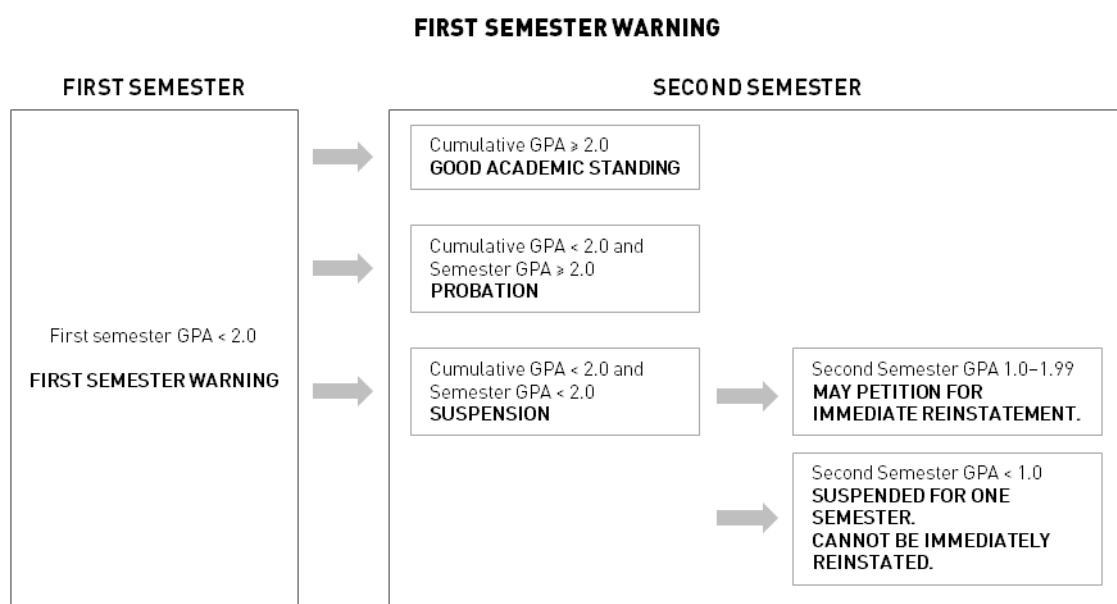 FIRST SEMESTER WARNING
FIRST SEMESTER
SECOND SEMESTER
First semester GPA < 2.0
FIRST SEMESTER WARNING
Cumulative GPA ≥ 2.0
GOOD ACADEMIC STANDING
Cumulative GPA < 2.0 and
Semester GPA ≥ 2.0
PROBATION
Cumulative GPA < 2.0 and
Semester GPA < 2.0
SUSPENSION
Second Semester GPA 1.0–1.99
MAY PETITION FOR
IMMEDIATE REINSTATEMENT.
Second Semester GPA < 1.0
SUSPENDED FOR ONE
SEMESTER.
CANNOT BE IMMEDIATELY
REINSTATED.